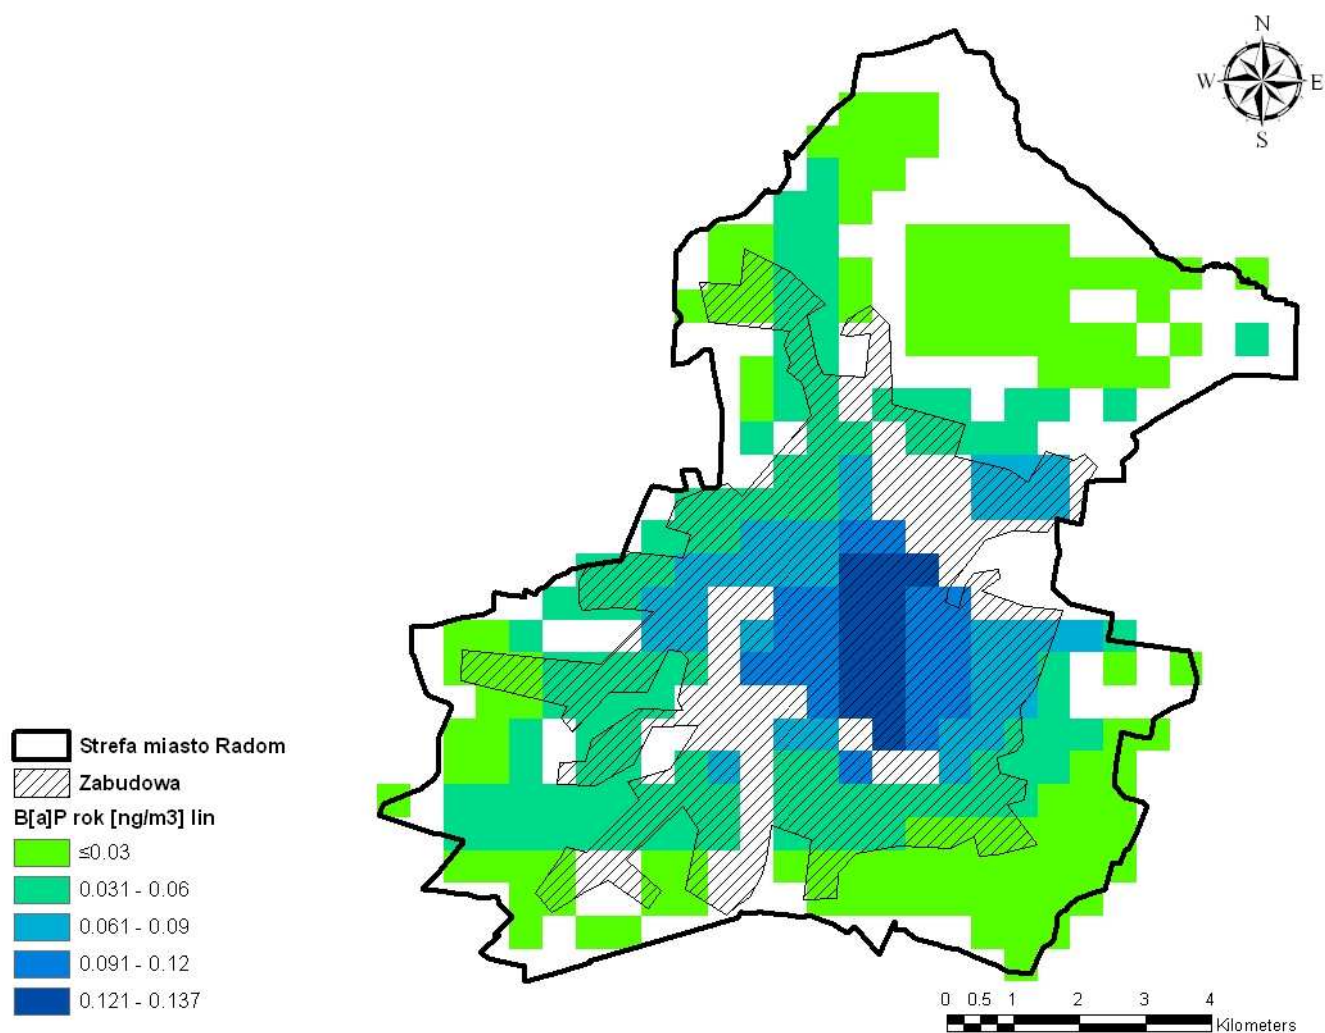 N
W E
S
Strefa miasto Radom
Zabudowa
B[a]P rok [ng/m3] lin
≤0.03
0.031 - 0.06
0.061 - 0.09
0.091 - 0.12
0.121 - 0.137
0 0.5 1 2 3 4
Kilometers